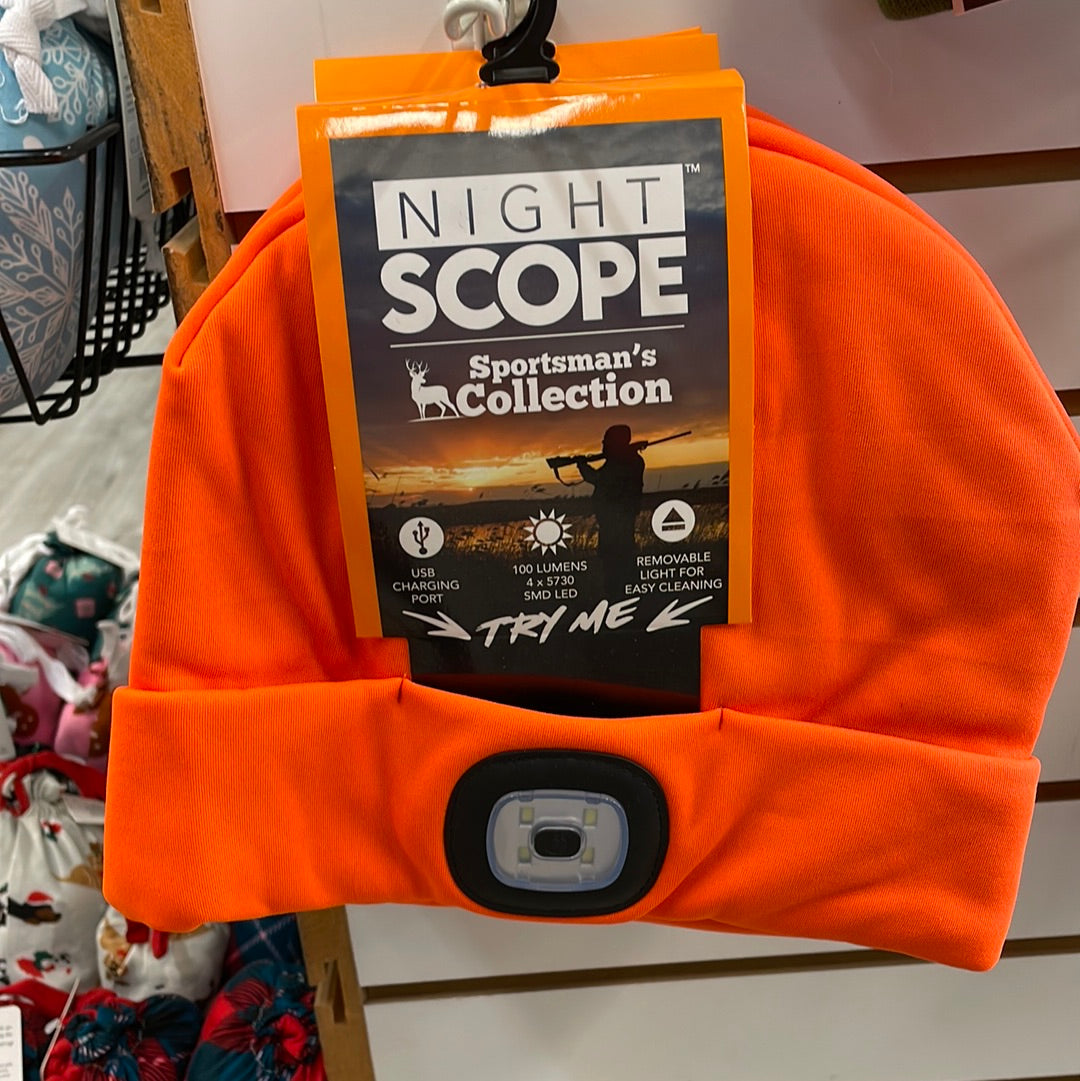 NIGHT™
SCOPE
Sportsman's
Collection
USB
CHARGING
PORT
100 LUMENS
4 x 5730
SMD LED
REMOVABLE
LIGHT FOR
EASY CLEANING
TRY ME